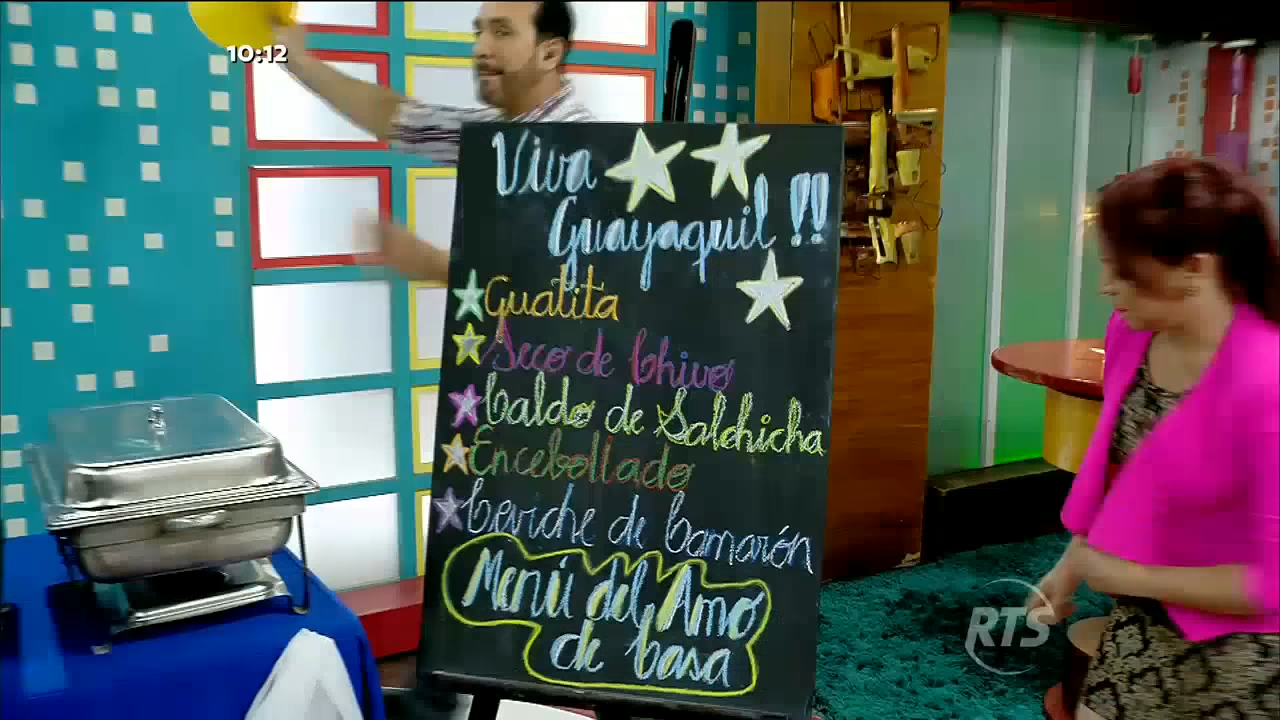 10:12
Viva
Guayaquil !!
Guatita
Seco de Chivo
Caldo de Salchicha
Encebollado
Ceviche de Camarón
Menú del Amo
de Casa
RTS